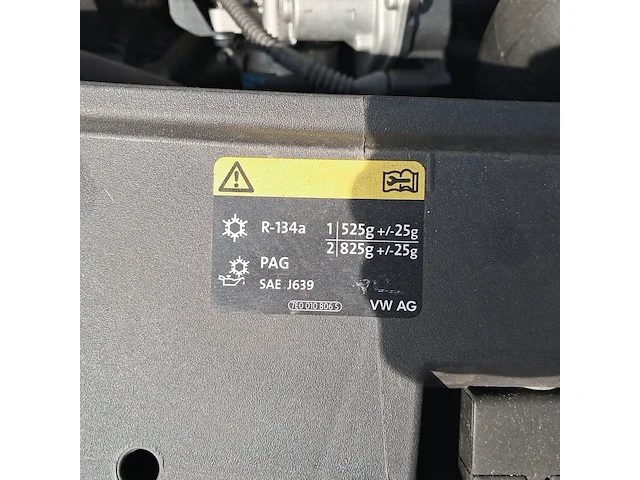 R-134a 1 525g +/-25g
2 825g +/-25g
PAG
SAE J639
7E0 010 806 S VW AG